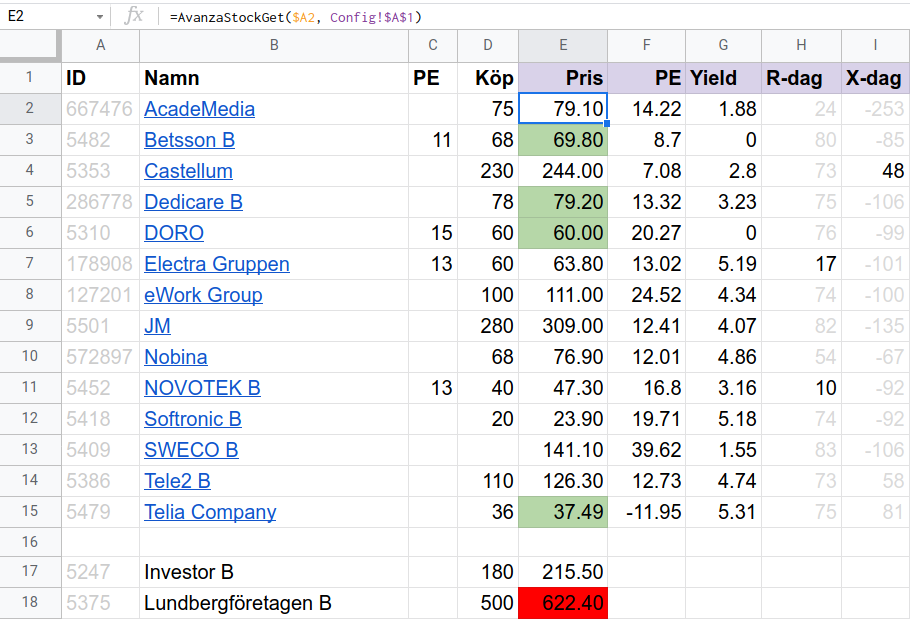 E2 fx =AvanzaStockGet($A2, Config!$A$1)
A B C D E F G H I
1 ID Namn PE Köp Pris PE Yield R-dag X-dag
2 667476 AcadeMedia 75 79.10 14.22 1.88 24 -253
3 5482 Betsson B 11 68 69.80 8.7 0 80 -85
4 5353 Castellum 230 244.00 7.08 2.8 73 48
5 286778 Dedicare B 78 79.20 13.32 3.23 75 -106
6 5310 DORO 15 60 60.00 20.27 0 76 -99
7 178908 Electra Gruppen 13 60 63.80 13.02 5.19 17 -101
8 127201 eWork Group 100 111.00 24.52 4.34 74 -100
9 5501 JM 280 309.00 12.41 4.07 82 -135
10 572897 Nobina 68 76.90 12.01 4.86 54 -67
11 5452 NOVOTEK B 13 40 47.30 16.8 3.16 10 -92
12 5418 Softronic B 20 23.90 19.71 5.18 74 -92
13 5409 SWECO B 141.10 39.62 1.55 83 -106
14 5386 Tele2 B 110 126.30 12.73 4.74 73 58
15 5479 Telia Company 36 37.49 -11.95 5.31 75 81
16
17 5247 Investor B 180 215.50
18 5375 Lundbergföretagen B 500 622.40